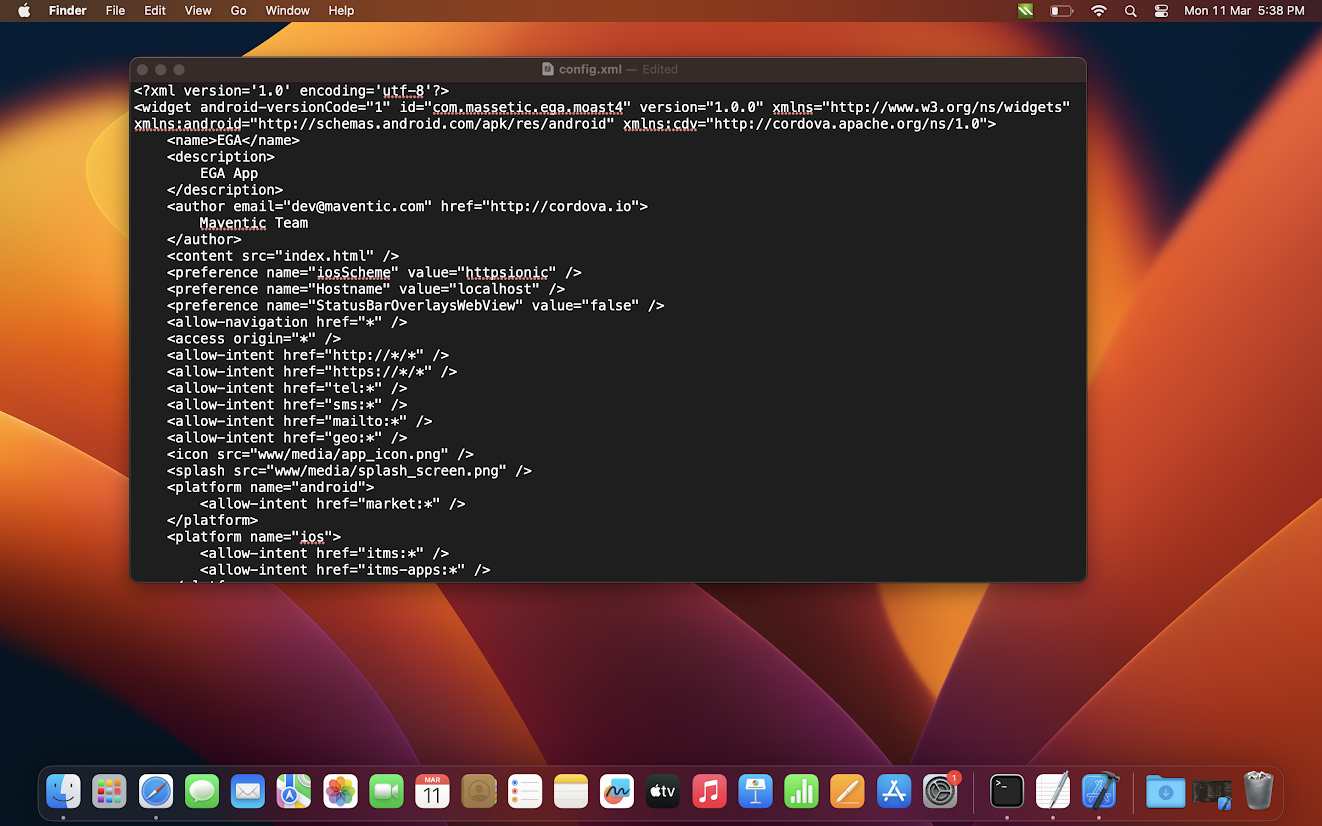 Finder File Edit View Go Window Help Mon 11 Mar 5:38 PM
config.xml — Edited
<?xml version='1.0' encoding='utf-8'?>
<widget android-versionCode="1" id="com.massetic.ega.moast4" version="1.0.0" xmlns="http://www.w3.org/ns/widgets"
xmlns:android="http://schemas.android.com/apk/res/android" xmlns:cdv="http://cordova.apache.org/ns/1.0">
<name>EGA</name>
<description>
EGA App
</description>
<author email="dev@maventic.com" href="http://cordova.io">
Maventic Team
</author>
<content src="index.html" />
<preference name="iosScheme" value="httpsionic" />
<preference name="Hostname" value="localhost" />
<preference name="StatusBarOverlaysWebView" value="false" />
<allow-navigation href="*" />
<access origin="*" />
<allow-intent href="http://*/*" />
<allow-intent href="https://*/*" />
<allow-intent href="tel:*" />
<allow-intent href="sms:*" />
<allow-intent href="mailto:*" />
<allow-intent href="geo:*" />
<icon src="www/media/app_icon.png" />
<splash src="www/media/splash_screen.png" />
<platform name="android">
<allow-intent href="market:*" />
</platform>
<platform name="ios">
<allow-intent href="itms:*" />
<allow-intent href="itms-apps:*" />
MAR
11
tv
1